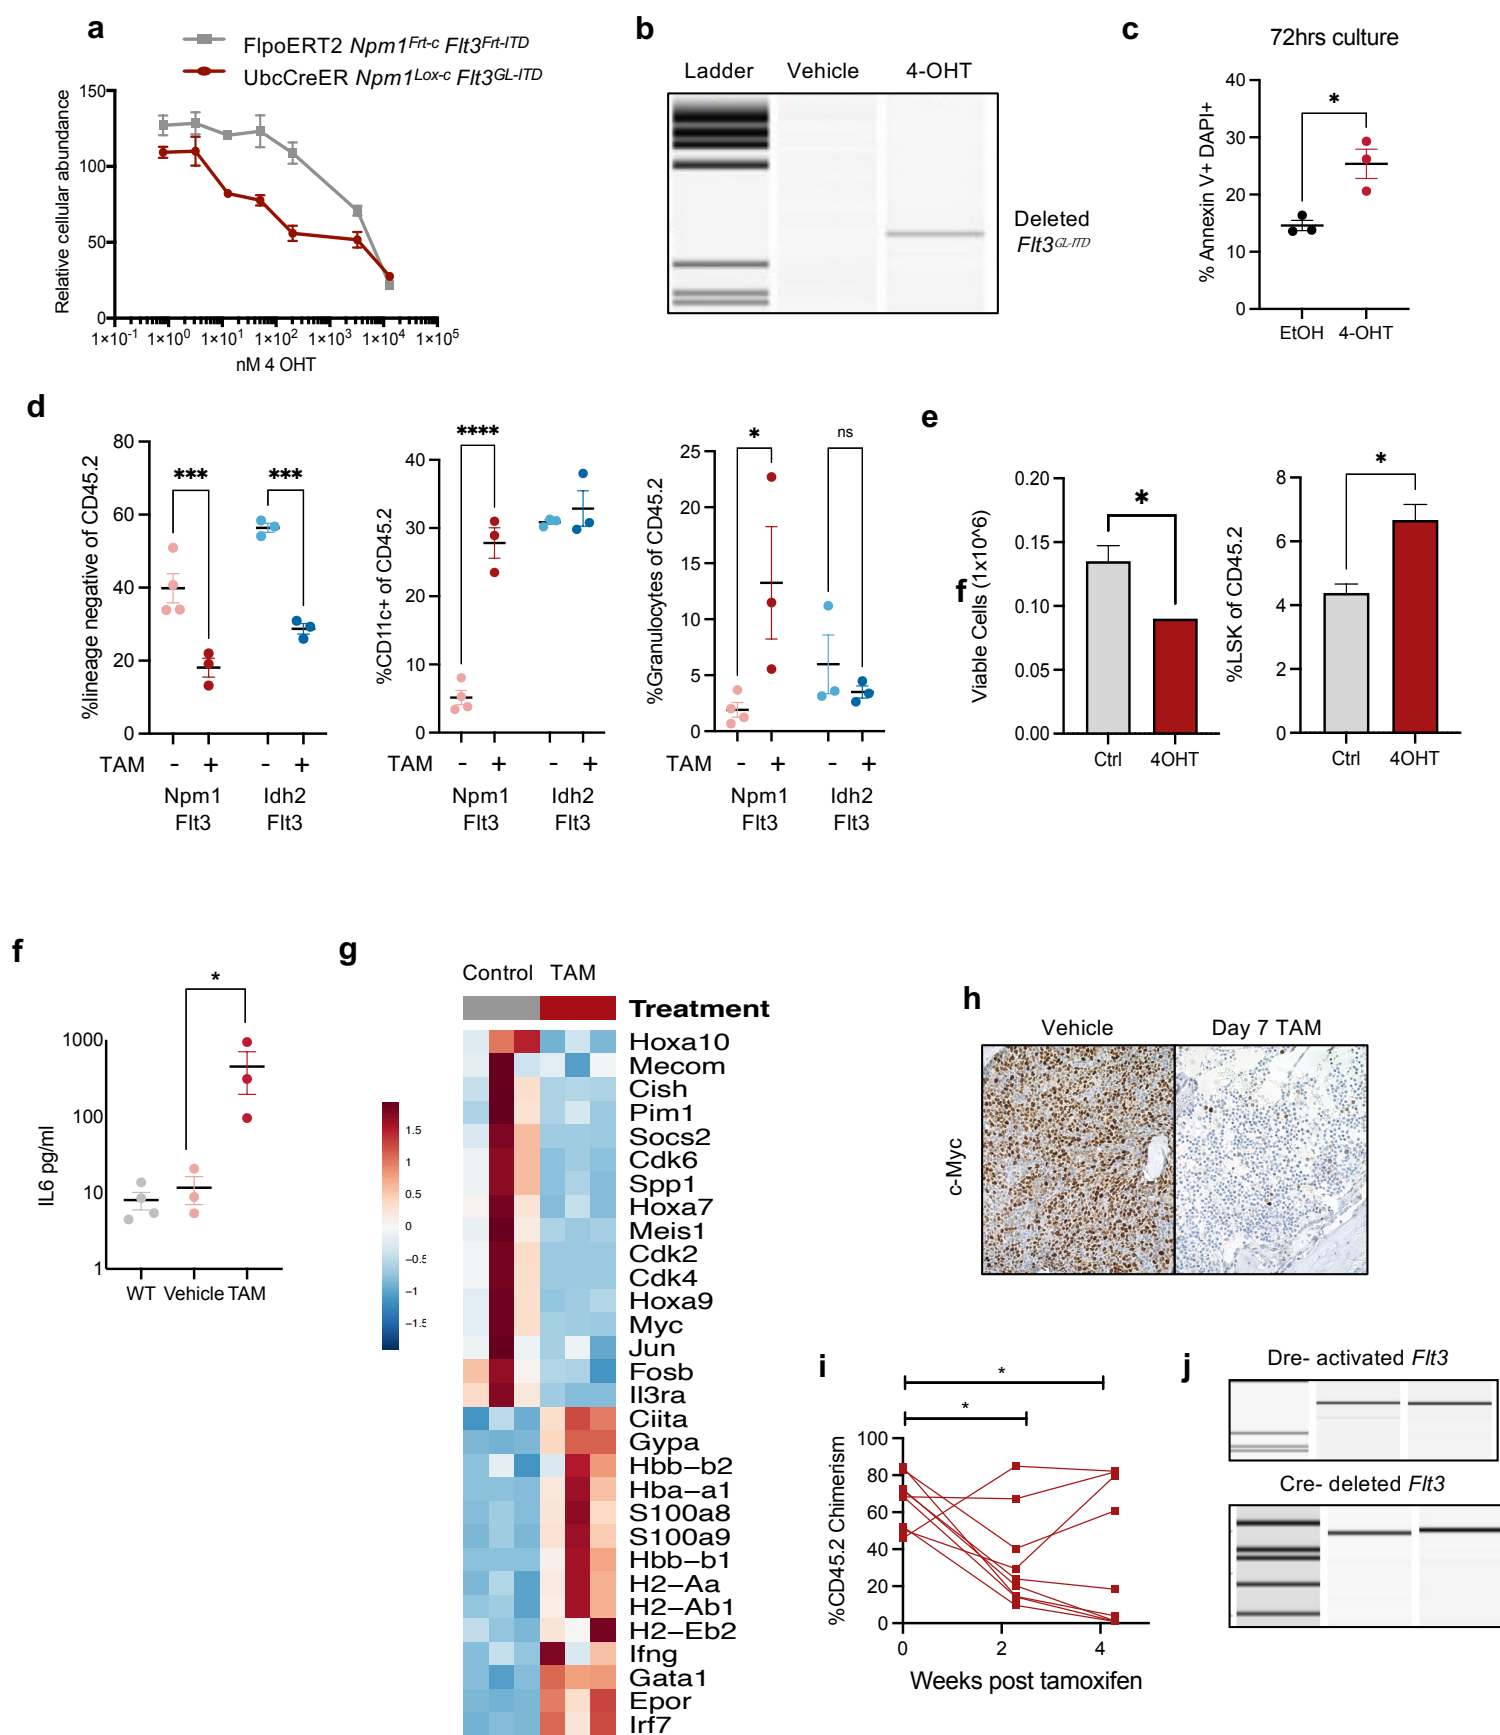 a
FlpoERT2 Npm1Frt-c Flt3Frt-ITD
UbcCreER Npm1Lox-c Flt3GL-ITD
Relative cellular abundance
150
100
50
0
1×10-1 1×100 1×101 1×102 1×103 1×104 1×105
nM 4 OHT
b
Ladder Vehicle 4-OHT
Deleted
Flt3GL-ITD
c
72hrs culture
% Annexin V+ DAPI+
40
30
20
10
0
*
EtOH 4-OHT
d
%lineage negative of CD45.2
80
60
40
20
0
*** ***
TAM - + - +
Npm1 Idh2
Flt3 Flt3
%CD11c+ of CD45.2
40
30
20
10
0
****
TAM - + - +
Npm1 Idh2
Flt3 Flt3
%Granulocytes of CD45.2
25
20
15
10
5
0
* ns
TAM - + - +
Npm1 Idh2
Flt3 Flt3
e
f
Viable Cells (1x10^6)
0.20
0.15
0.10
0.05
0.00
*
Ctrl 4OHT
%LSK of CD45.2
8
6
4
2
0
*
Ctrl 4OHT
f
IL6 pg/ml
1000
100
10
1
*
WT Vehicle TAM
g
Control TAM
Treatment
1.5
1
0.5
0
−0.5
−1
−1.5
Hoxa10
Mecom
Cish
Pim1
Socs2
Cdk6
Spp1
Hoxa7
Meis1
Cdk2
Cdk4
Hoxa9
Myc
Jun
Fosb
Il3ra
Ciita
Gypa
Hbb−b2
Hba−a1
S100a8
S100a9
Hbb−b1
H2−Aa
H2−Ab1
H2−Eb2
Ifng
Gata1
Epor
Irf7
h
Vehicle Day 7 TAM
c-Myc
i
%CD45.2 Chimerism
* *
100
80
60
40
20
0
0 2 4
Weeks post tamoxifen
j
Dre- activated Flt3
Cre- deleted Flt3